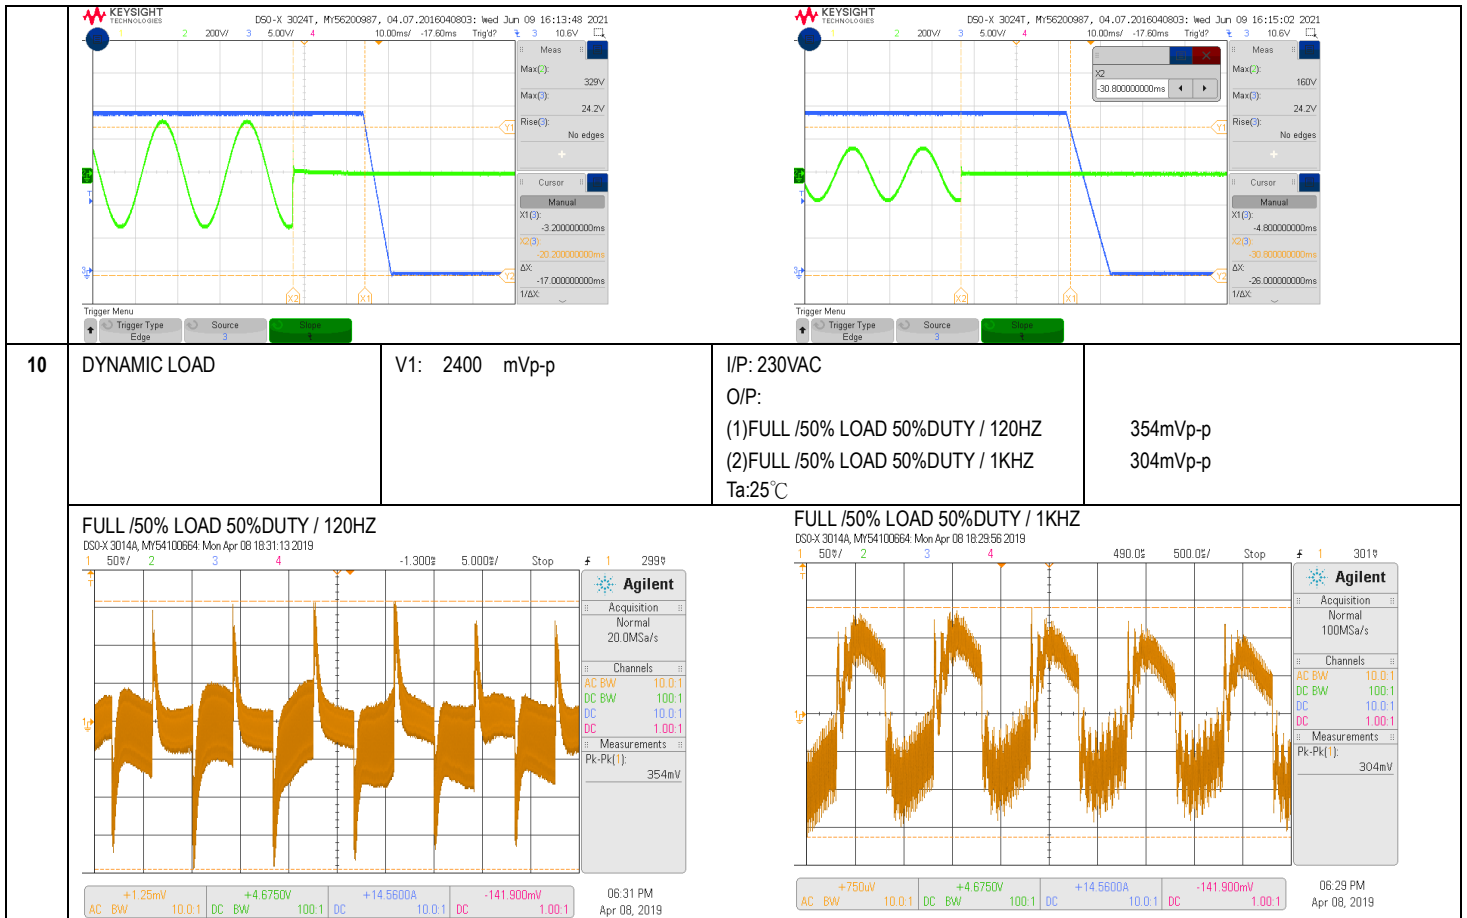 KEYSIGHT
TECHNOLOGIES
DSO-X 3024T, MY56200987, 04.07.2016040803: Wed Jun 09 16:13:48 2021
1 2 200V/ 3 5.00V/ 4 10.00ms/ -17.60ms Trig'd? 3 10.6V
Meas
Max(2):
329V
Max(3):
24.2V
Rise(3):
No edges
Cursor
Manual
X1(3):
-3.200000000ms
X2(3):
-20.200000000ms
ΔX:
-17.000000000ms
1/ΔX:
Y1
Y2
X2 X1
Trigger Menu
Trigger Type
Edge
Source
3
Slope
KEYSIGHT
TECHNOLOGIES
DSO-X 3024T, MY56200987, 04.07.2016040803: Wed Jun 09 16:15:02 2021
1 2 200V/ 3 5.00V/ 4 10.00ms/ -17.60ms Trig'd? 3 10.6V
X2
-30.800000000ms
Meas
Max(2):
160V
Max(3):
24.2V
Rise(3):
No edges
Cursor
Manual
X1(3):
-4.800000000ms
X2(3):
-30.800000000ms
ΔX:
-26.000000000ms
1/ΔX:
Y1
Y2
X2 X1
Trigger Menu
Trigger Type
Edge
Source
3
Slope
10 DYNAMIC LOAD V1: 2400 mVp-p I/P: 230VAC
O/P:
(1)FULL /50% LOAD 50%DUTY / 120HZ 354mVp-p
(2)FULL /50% LOAD 50%DUTY / 1KHZ 304mVp-p
Ta:25℃
FULL /50% LOAD 50%DUTY / 120HZ
DSO-X 3014A, MY54100664: Mon Apr 08 18:31:13 2019
1 50V/ 2 3 4 -1.300s 5.000s/ Stop 1 299V
Agilent
Acquisition
Normal
20.0MSa/s
Channels
AC BW 10.0:1
DC BW 100:1
DC 10.0:1
DC 1.00:1
Measurements
Pk-Pk(1):
354mV
+1.25mV +4.6750V +14.5600A -141.900mV
AC BW 10.0:1 DC BW 100:1 DC 10.0:1 DC 1.00:1
06:31 PM
Apr 08, 2019
FULL /50% LOAD 50%DUTY / 1KHZ
DSO-X 3014A, MY54100664: Mon Apr 08 18:29:56 2019
1 50V/ 2 3 4 490.0s 500.0s/ Stop 1 301V
Agilent
Acquisition
Normal
100MSa/s
Channels
AC BW 10.0:1
DC BW 100:1
DC 10.0:1
DC 1.00:1
Measurements
Pk-Pk(1):
304mV
+750uV +4.6750V +14.5600A -141.900mV
AC BW 10.0:1 DC BW 100:1 DC 10.0:1 DC 1.00:1
06:29 PM
Apr 08, 2019